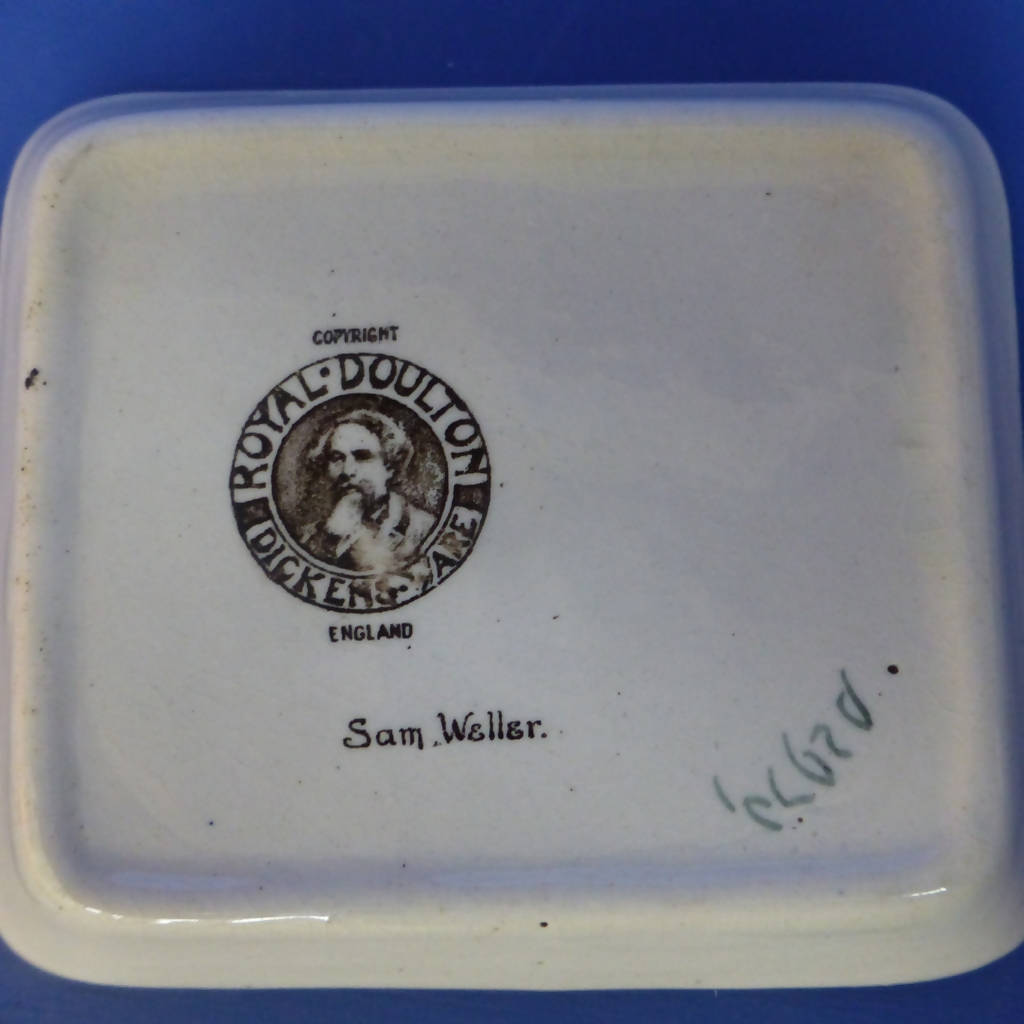 COPYRIGHT
ROYAL·DOULTON
DICKENS·WARE
ENGLAND
Sam Weller.